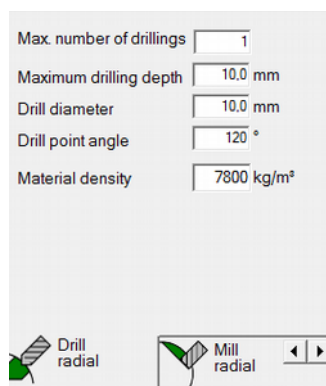 Max. number of drillings 1
Maximum drilling depth 10,0 mm
Drill diameter 10,0 mm
Drill point angle 120 °
Material density 7800 kg/m³
Drill radial
Mill radial